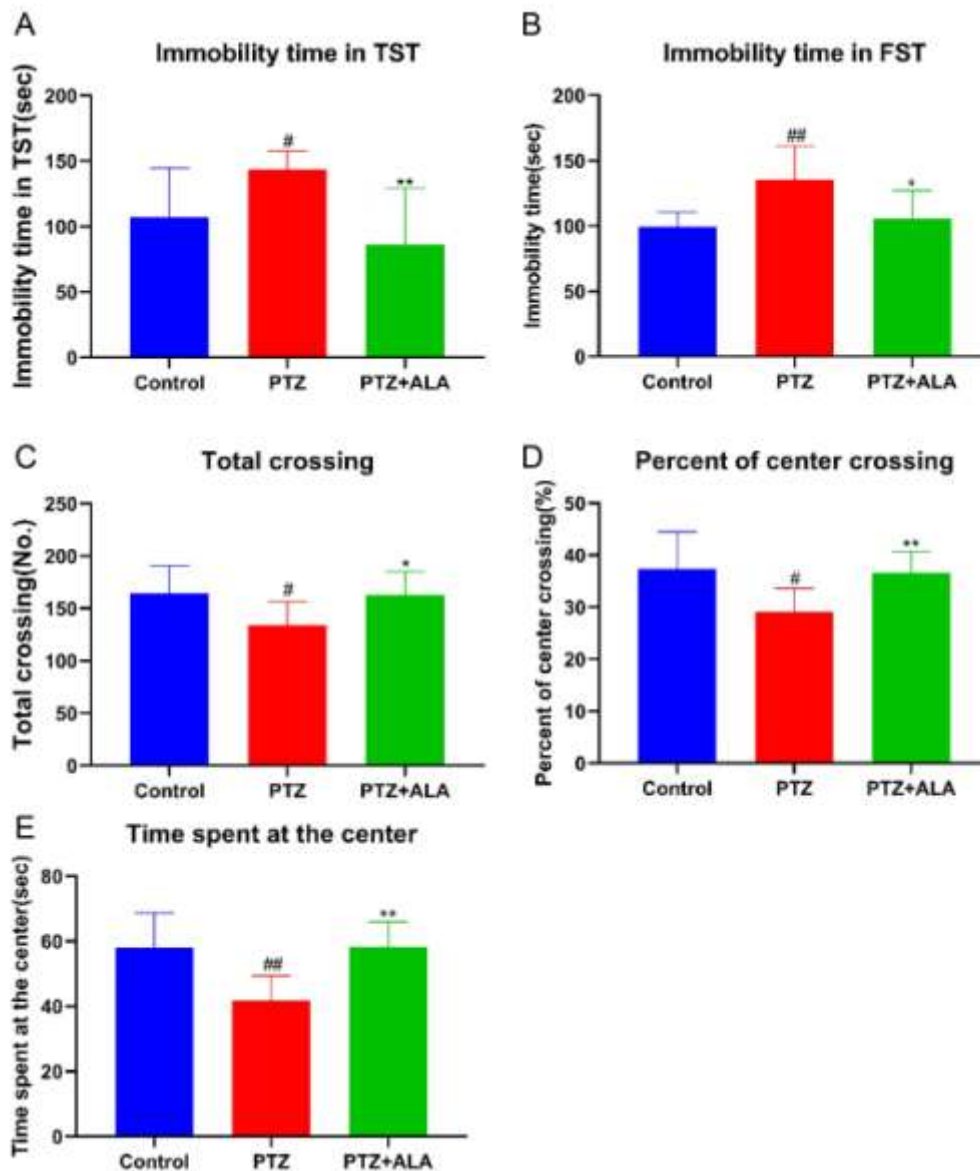 A
Immobility time in TST
Immobility time in TST(sec)
200
150
100
50
0
#
**
Control
PTZ
PTZ+ALA
B
Immobility time in FST
Immobility time(sec)
200
150
100
50
0
##
*
Control
PTZ
PTZ+ALA
C
Total crossing
Total crossing(No.)
250
200
150
100
50
0
#
*
Control
PTZ
PTZ+ALA
D
Percent of center crossing
Percent of center crossing(%)
50
40
30
20
10
0
#
**
Control
PTZ
PTZ+ALA
E
Time spent at the center
Time spent at the center(sec)
80
60
40
20
0
##
**
Control
PTZ
PTZ+ALA